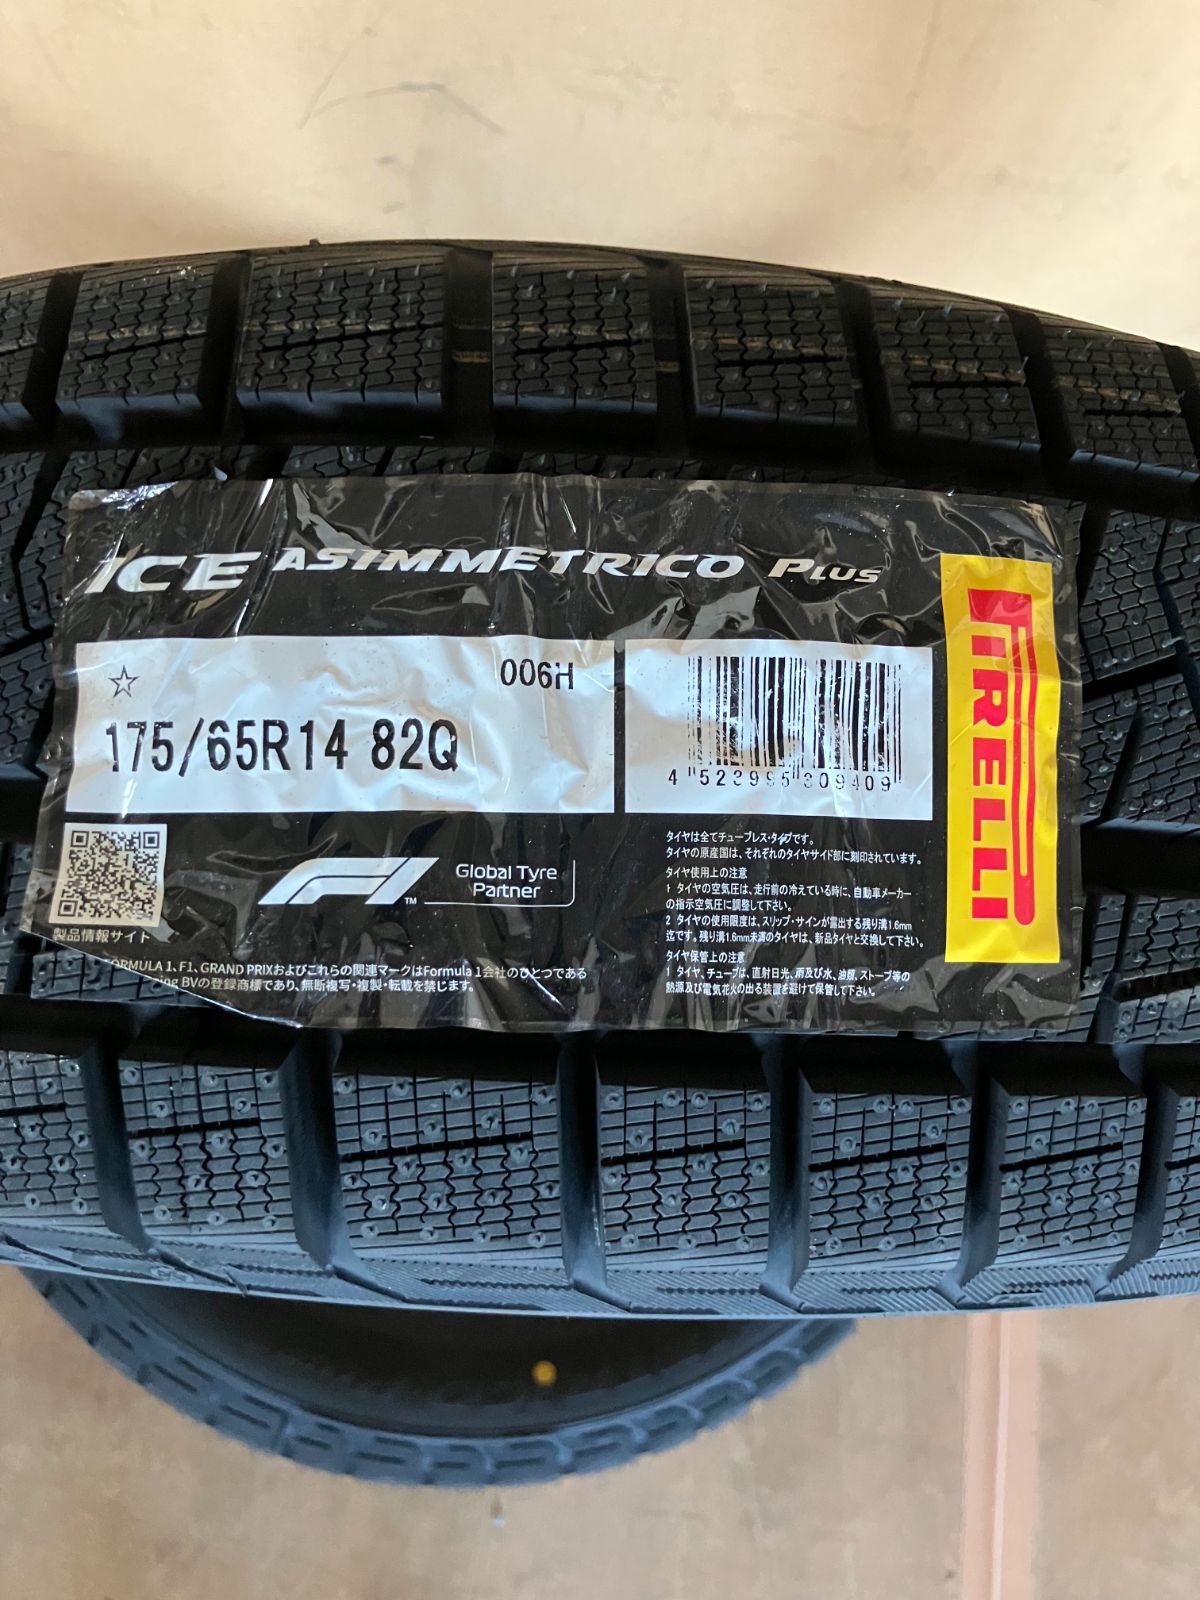 ICE ASIMMETRICO PLUS
☆
006H
175/65R14 82Q
4 523995 309409
PIRELLI
製品情報サイト
F1 ™
Global Tyre
Partner
FORMULA 1、F1、GRAND PRIXおよびこれらの関連マークはFormula 1会社のひとつである
ing BVの登録商標であり、無断複写・複製・転載を禁じます。
タイヤは全てチューブレス・タイプです。
タイヤの原産国は、それぞれのタイヤサイド部に刻印されています。
タイヤ使用上の注意
1 タイヤの空気圧は、走行前の冷えている時に、自動車メーカー
の指示空気圧に調整して下さい。
2 タイヤの使用限度は、スリップ・サインが露出する残り溝1.6mm
迄です。残り溝1.6mm未満のタイヤは、新品タイヤと交換して下さい。
タイヤ保管上の注意
1 タイヤ、チューブは、直射日光、雨及び水、油類、ストーブ等の
熱源及び電気花火の出る装置を避けて保管して下さい。